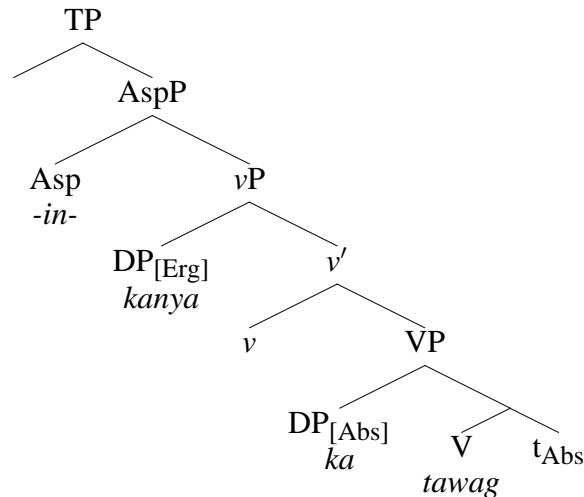 TP
AspP
Asp vP
-in-
DP[Erg] v′
kanya
v VP
DP[Abs] V tAbs
ka tawag